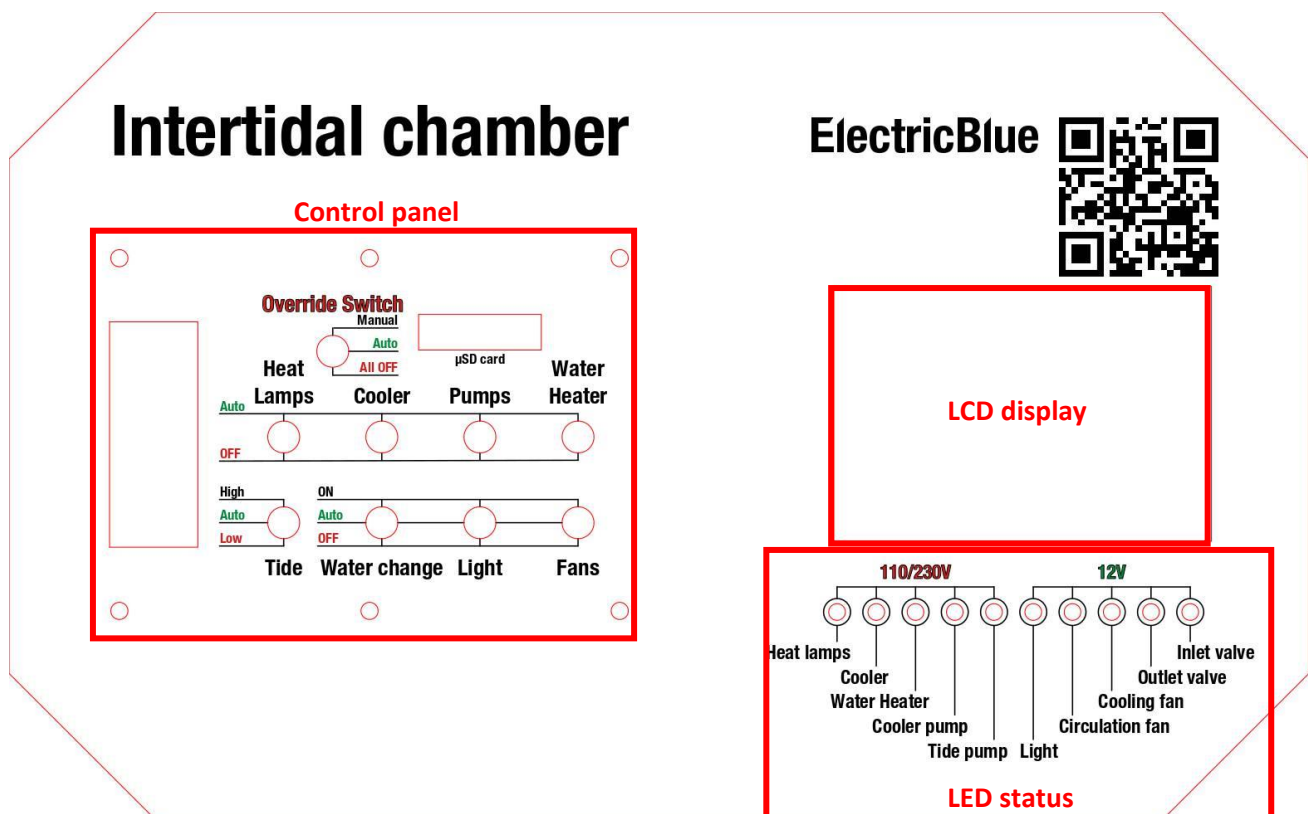 Intertidal chamber
ElectricBlue
Control panel
Override Switch
Manual
Auto
All OFF
µSD card
Heat
Lamps
Cooler
Pumps
Water
Heater
Auto
OFF
High
Auto
Low
ON
Auto
OFF
Tide
Water change
Light
Fans
LCD display
110/230V
12V
Heat lamps
Cooler
Water Heater
Cooler pump
Tide pump
Light
Circulation fan
Cooling fan
Outlet valve
Inlet valve
LED status